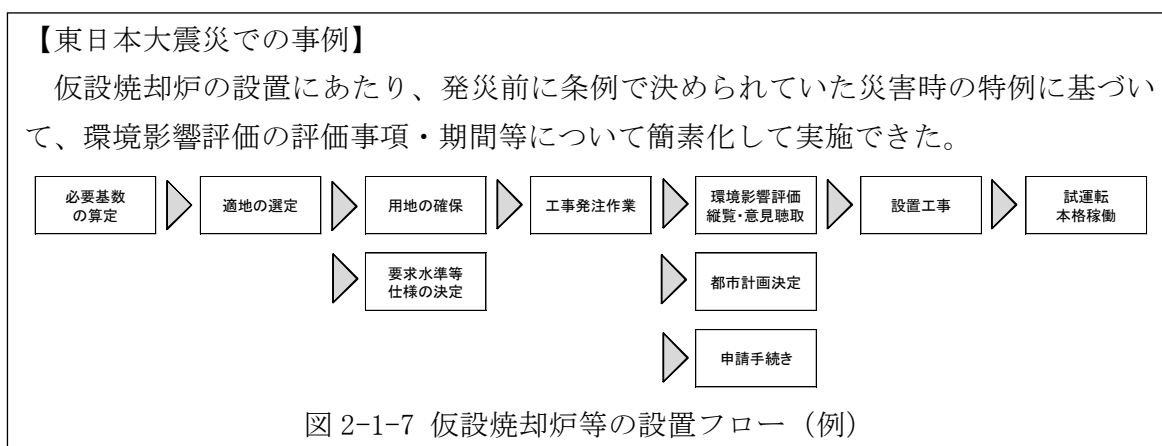 【東日本大震災での事例】
仮設焼却炉の設置にあたり、発災前に条例で決められていた災害時の特例に基づい
て、環境影響評価の評価事項・期間等について簡素化して実施できた。
必要基数
の算定
適地の選定
用地の確保
工事発注作業
環境影響評価
縦覧・意見聴取
設置工事
試運転
本格稼働
要求水準等
仕様の決定
都市計画決定
申請手続き
図 2-1-7 仮設焼却炉等の設置フロー（例）